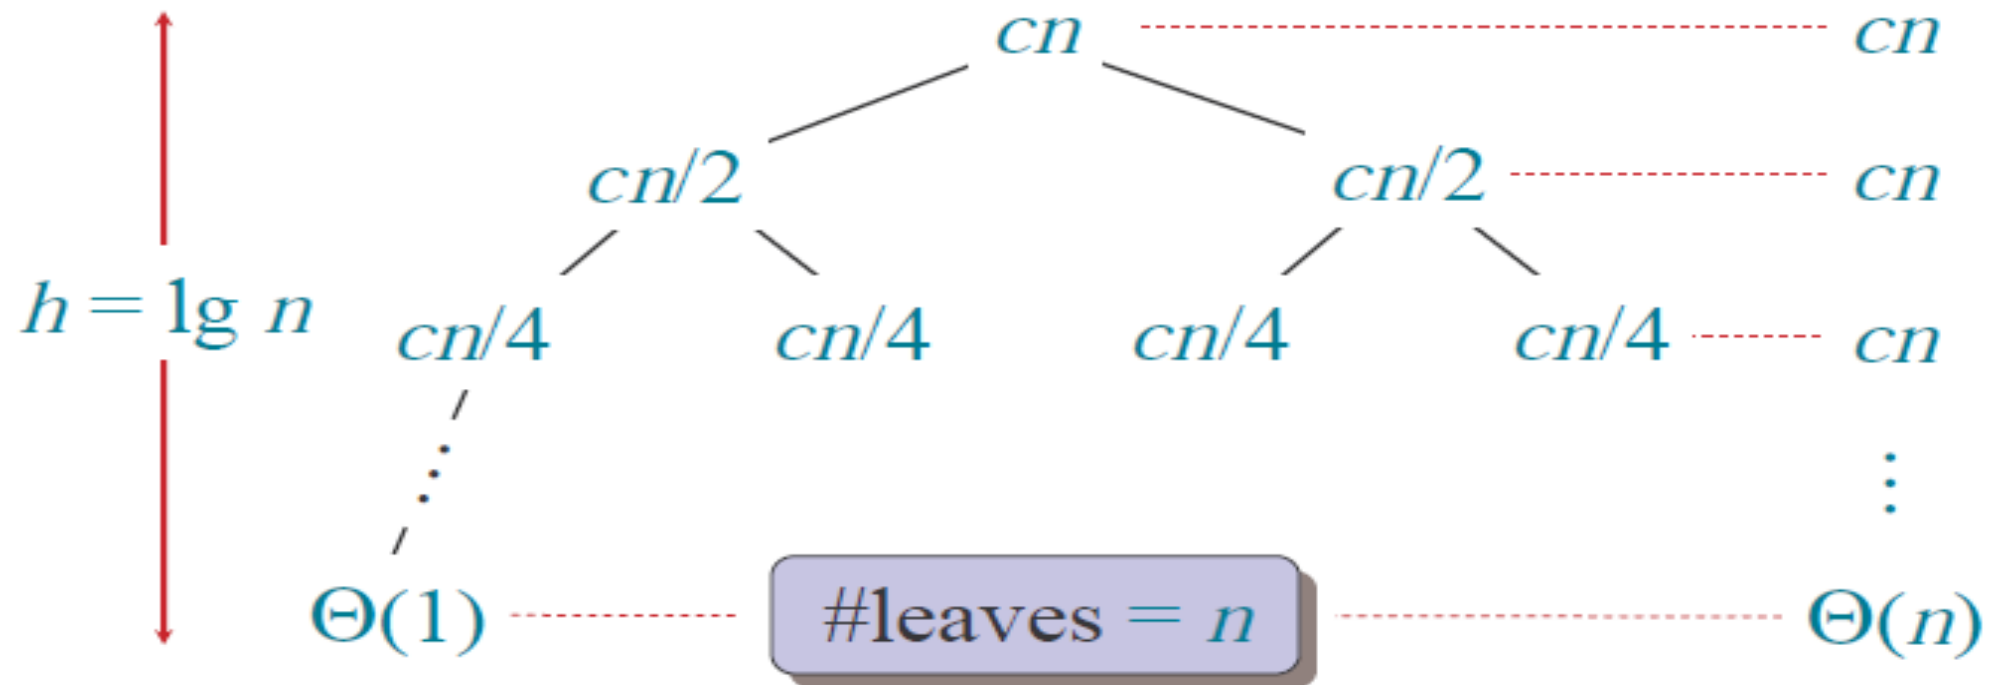 cn cn
cn/2 cn/2 cn
h = lg n cn/4 cn/4 cn/4 cn/4 cn
⋮ ⋮
Θ(1) #leaves = n Θ(n)